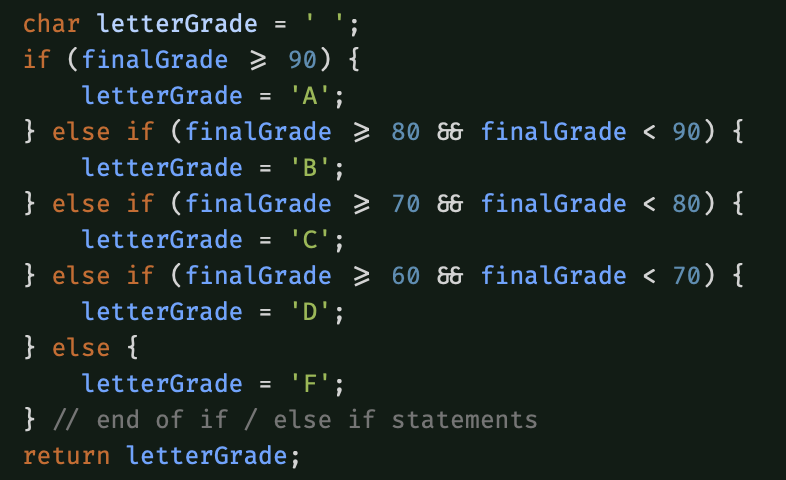 char letterGrade = ' ';
if (finalGrade >= 90) {
    letterGrade = 'A';
} else if (finalGrade >= 80 && finalGrade < 90) {
    letterGrade = 'B';
} else if (finalGrade >= 70 && finalGrade < 80) {
    letterGrade = 'C';
} else if (finalGrade >= 60 && finalGrade < 70) {
    letterGrade = 'D';
} else {
    letterGrade = 'F';
} // end of if / else if statements
return letterGrade;